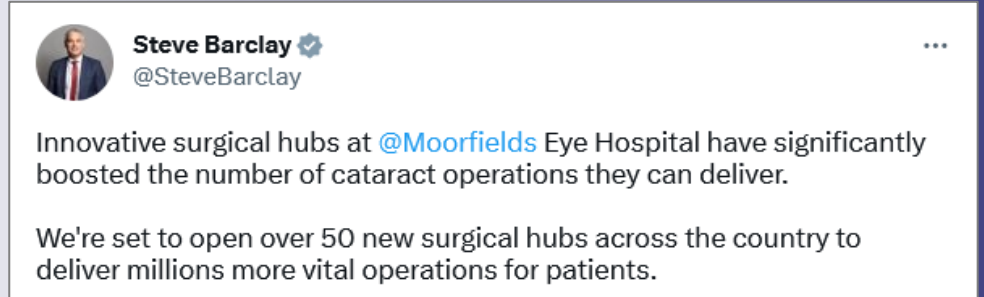 Steve Barclay
@SteveBarclay
Innovative surgical hubs at @Moorfields Eye Hospital have significantly
boosted the number of cataract operations they can deliver.
We're set to open over 50 new surgical hubs across the country to
deliver millions more vital operations for patients.